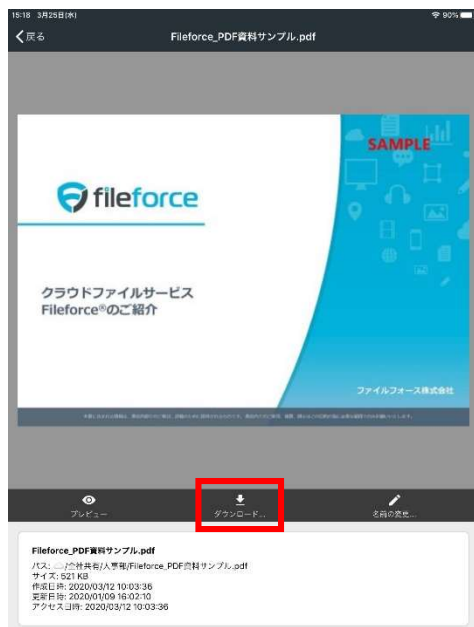 15:18 3月25日(水) 90%
戻る Fileforce_PDF資料サンプル.pdf
SAMPLE
fileforce
クラウドファイルサービス
Fileforce®のご紹介
ファイルフォース株式会社
プレビュー ダウンロード... 名前の変更...
Fileforce_PDF資料サンプル.pdf
パス: .../会社共有/人事部/Fileforce_PDF資料サンプル.pdf
サイズ: 521 KB
作成日時: 2020/03/12 10:03:36
更新日時: 2020/01/09 16:02:10
アクセス日時: 2020/03/12 10:03:36